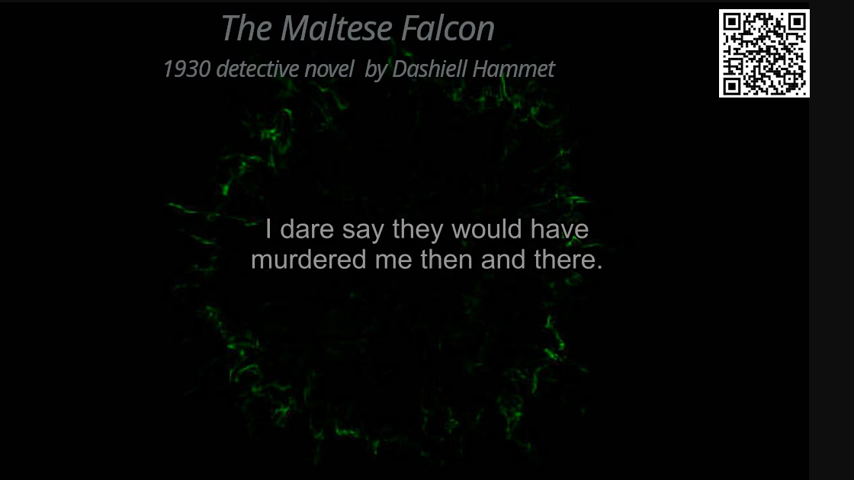 The Maltese Falcon
1930 detective novel by Dashiell Hammet
I dare say they would have
murdered me then and there.